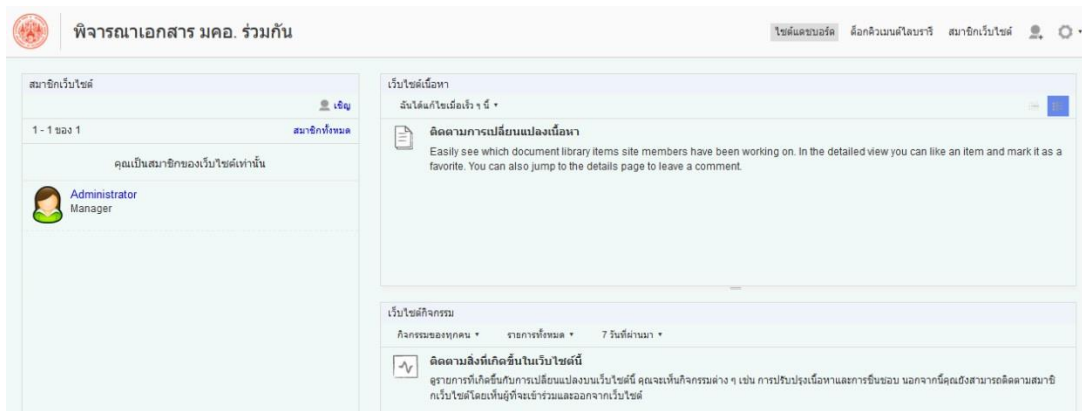 พิจารณาเอกสาร มคอ. ร่วมกัน
ไซต์แดชบอร์ด ด็อกคิวเมนต์ไลบรารี สมาชิกเว็บไซต์
สมาชิกเว็บไซต์
เชิญ
1 - 1 ของ 1 สมาชิกทั้งหมด
คุณเป็นสมาชิกของเว็บไซต์เท่านั้น
Administrator
Manager
เว็บไซต์เนื้อหา
ฉันได้แก้ไขเมื่อเร็ว ๆ นี้
ติดตามการเปลี่ยนแปลงเนื้อหา
Easily see which document library items site members have been working on. In the detailed view you can like an item and mark it as a
favorite. You can also jump to the details page to leave a comment.
เว็บไซต์กิจกรรม
กิจกรรมของทุกคน รายการทั้งหมด 7 วันที่ผ่านมา
ติดตามสิ่งที่เกิดขึ้นในเว็บไซต์นี้
ดูรายการที่เกิดขึ้นกับการเปลี่ยนแปลงบนเว็บไซต์นี้ คุณจะเห็นกิจกรรมต่าง ๆ เช่น การปรับปรุงเนื้อหาและการชื่นชอบ นอกจากนี้คุณยังสามารถติดตามสมาชิ
กเว็บไซต์โดยเห็นผู้ที่จะเข้าร่วมและออกจากเว็บไซต์